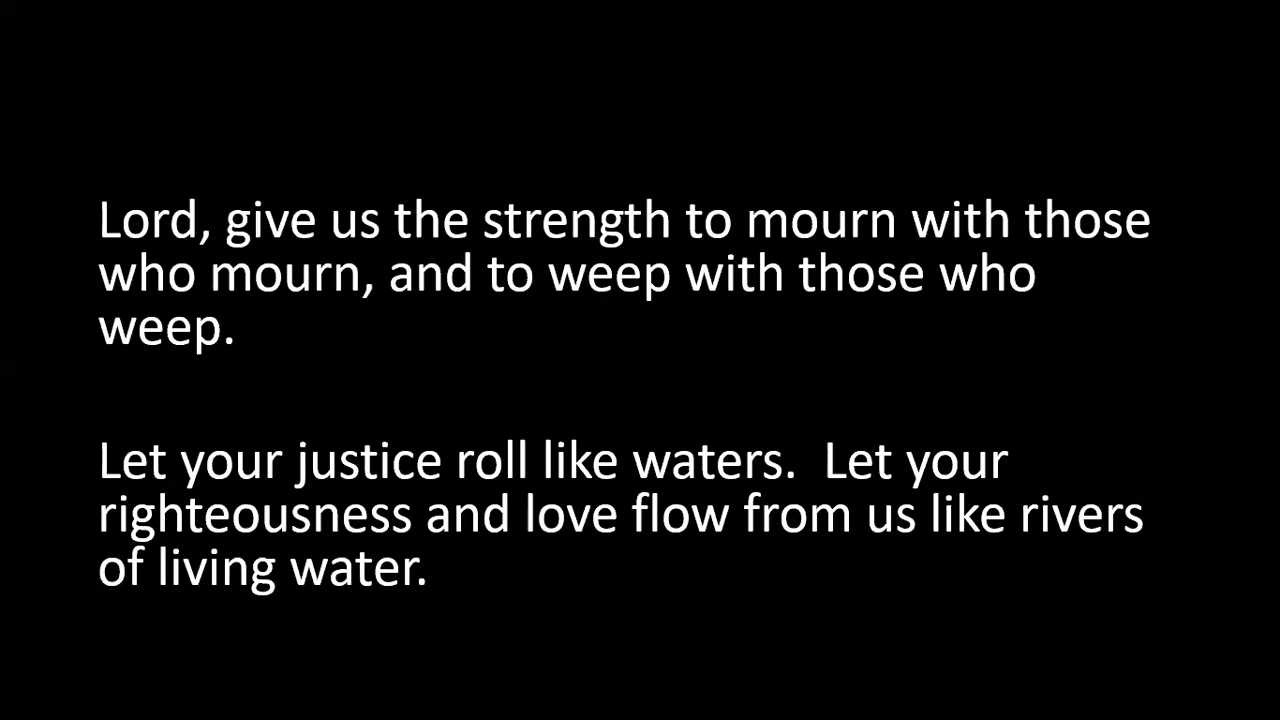 Lord, give us the strength to mourn with those
who mourn, and to weep with those who
weep.
Let your justice roll like waters.  Let your
righteousness and love flow from us like rivers
of living water.